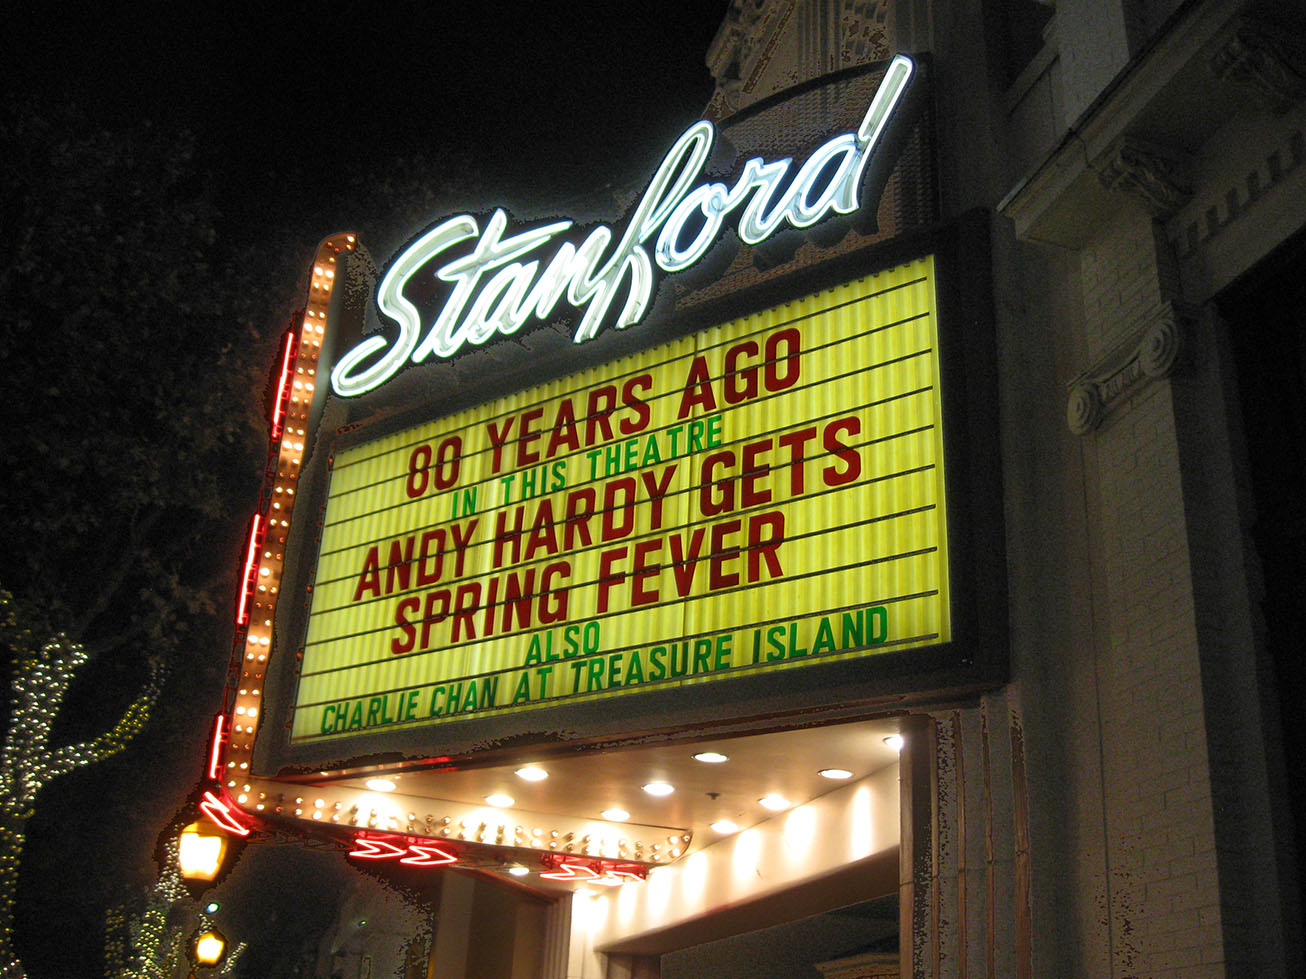 Stanford
80 YEARS AGO
IN THIS THEATRE
ANDY HARDY GETS
SPRING FEVER
ALSO
CHARLIE CHAN AT TREASURE ISLAND